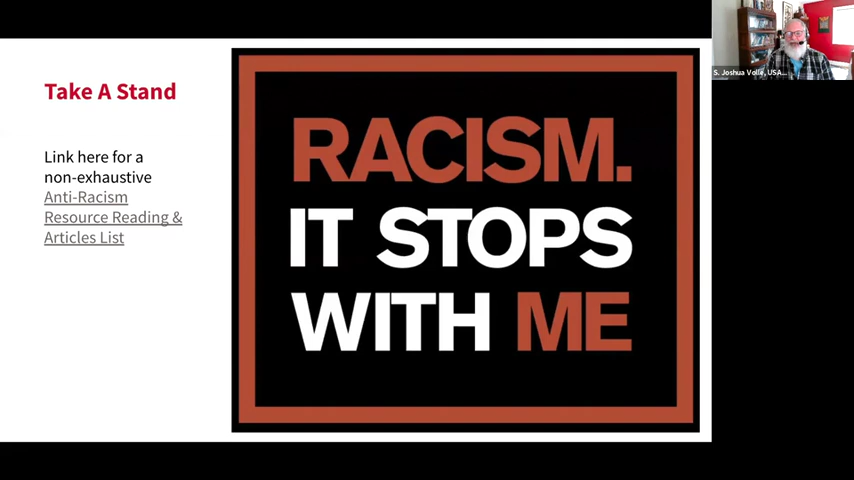 Take A Stand
Link here for a
non-exhaustive
Anti-Racism
Resource Reading &
Articles List
RACISM.
IT STOPS
WITH ME
S. Joshua Volle, USA...